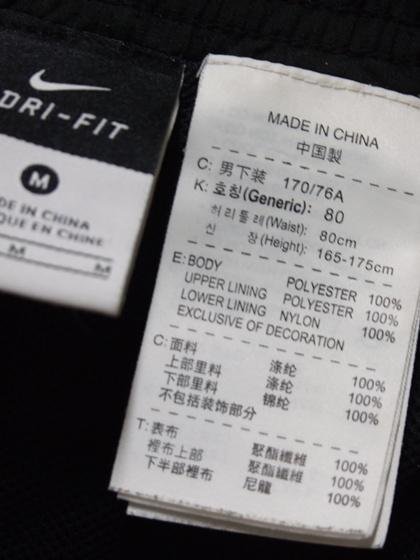 DRI-FIT
M
DE IN CHINA
QUE EN CHINE
M M
MADE IN CHINA
中国製
C: 男下装 170/76A
K: 호칭(Generic): 80
허리둘레(Waist): 80cm
신 장(Height): 165-175cm
E: BODY POLYESTER 100%
UPPER LINING POLYESTER 100%
LOWER LINING NYLON 100%
EXCLUSIVE OF DECORATION
C: 面料 涤纶 100%
上部里料 涤纶 100%
下部里料 锦纶 100%
不包括装饰部分
T: 表布 聚酯纖維 100%
裡布上部 聚酯纖維 100%
下半部裡布 尼龍 100%